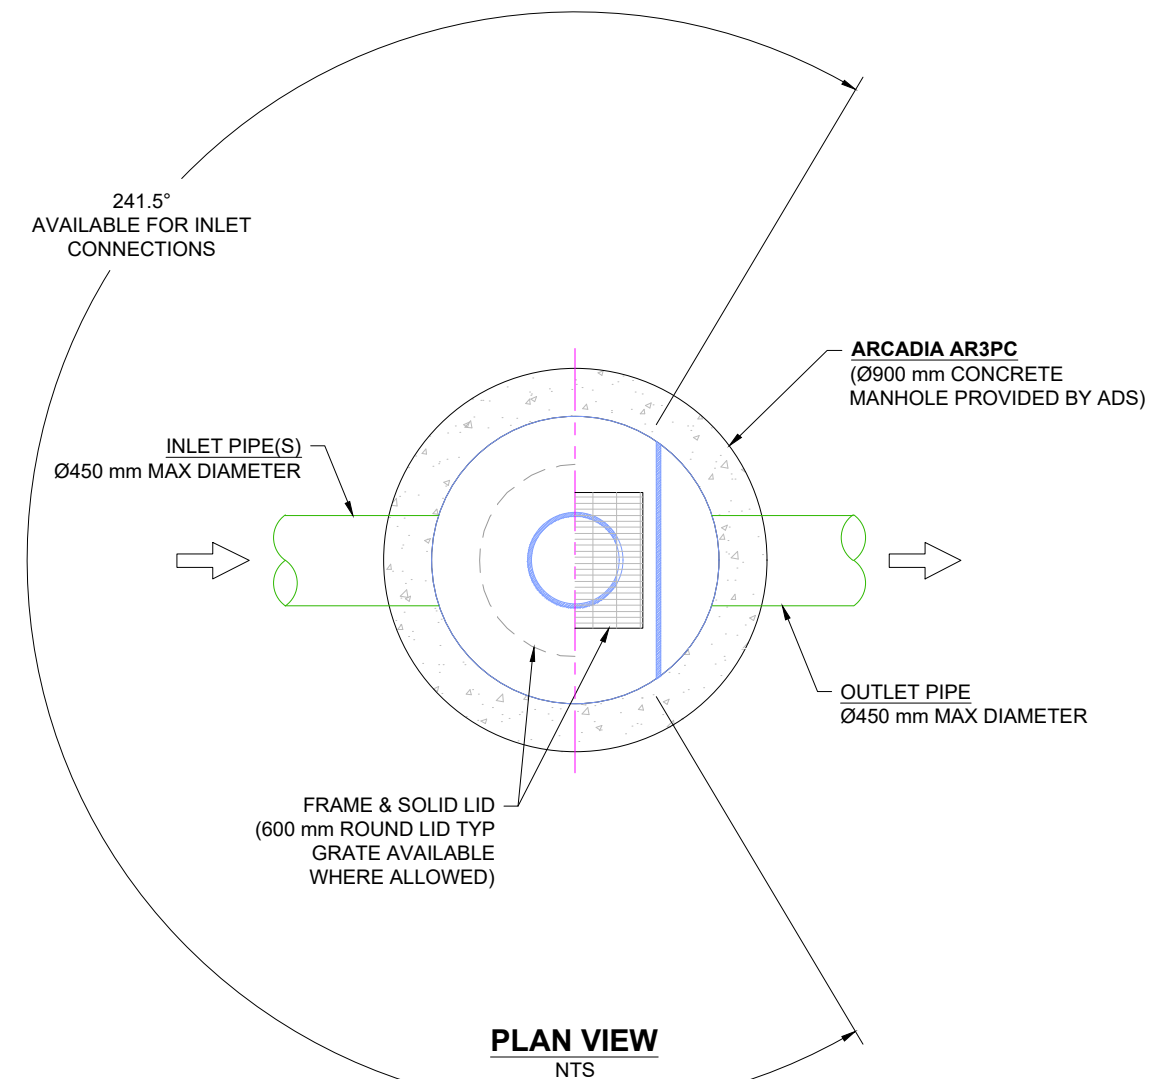 241.5°
AVAILABLE FOR INLET
CONNECTIONS
ARCADIA AR3PC
(Ø900 mm CONCRETE
MANHOLE PROVIDED BY ADS)
INLET PIPE(S)
Ø450 mm MAX DIAMETER
OUTLET PIPE
Ø450 mm MAX DIAMETER
FRAME & SOLID LID
(600 mm ROUND LID TYP
GRATE AVAILABLE
WHERE ALLOWED)
PLAN VIEW
NTS